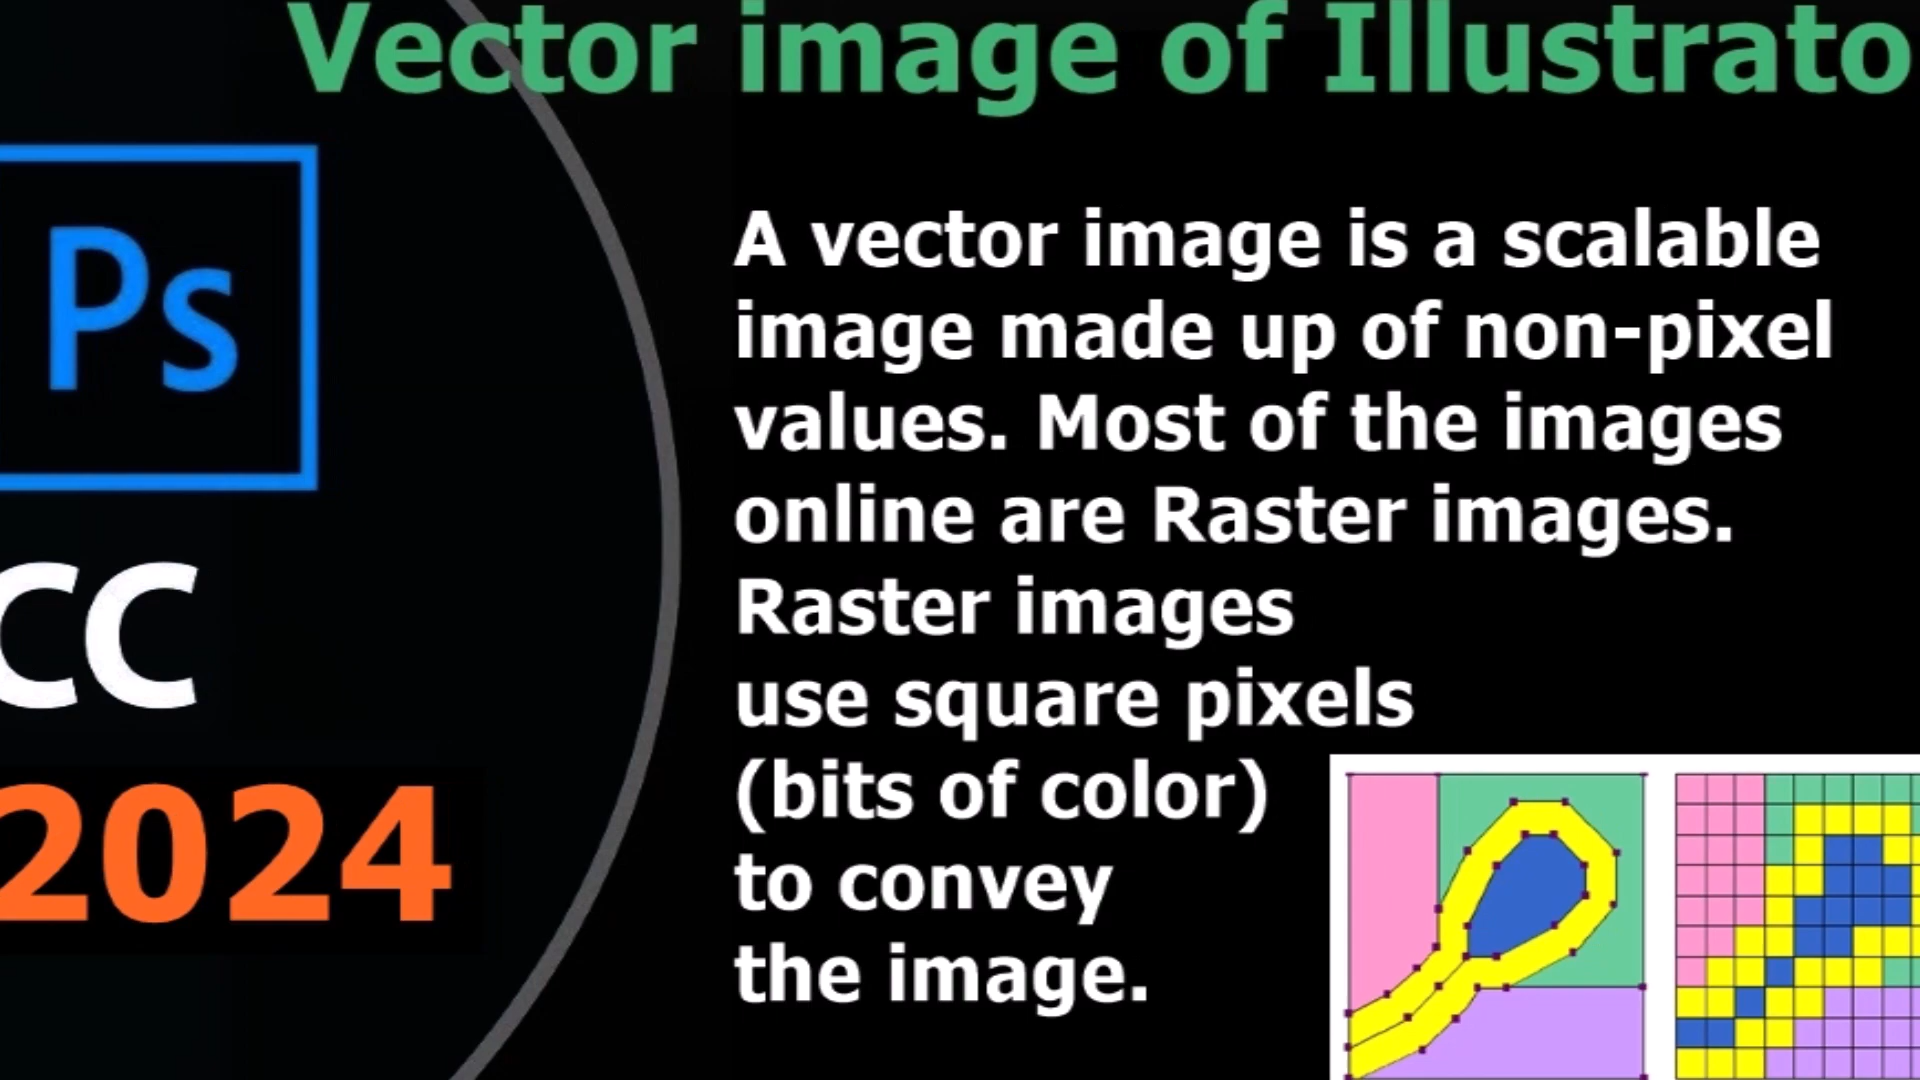 Vector image of Illustrato
Ps
CC
2024
A vector image is a scalable
image made up of non-pixel
values. Most of the images
online are Raster images.
Raster images
use square pixels
(bits of color)
to convey
the image.